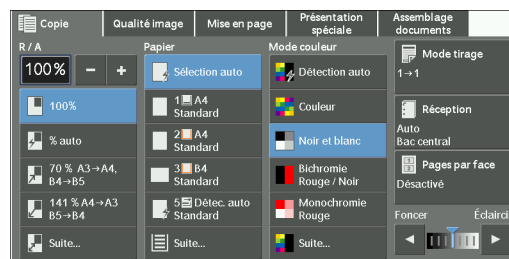 Copie
Qualité image
Mise en page
Présentation
spéciale
Assemblage
documents
R / A
100%
−
+
100%
% auto
70 % A3→A4,
B4→B5
141 % A4→A3
B5→B4
Suite...
Papier
Sélection auto
1 A4
Standard
2 A4
Standard
3 B4
Standard
5 Détec. auto
Standard
Suite...
Mode couleur
Détection auto
Couleur
Noir et blanc
Bichromie
Rouge / Noir
Monochromie
Rouge
Suite...
Mode tirage
1→1
Réception
Auto
Bac central
Pages par face
Désactivé
Foncer
Éclairci